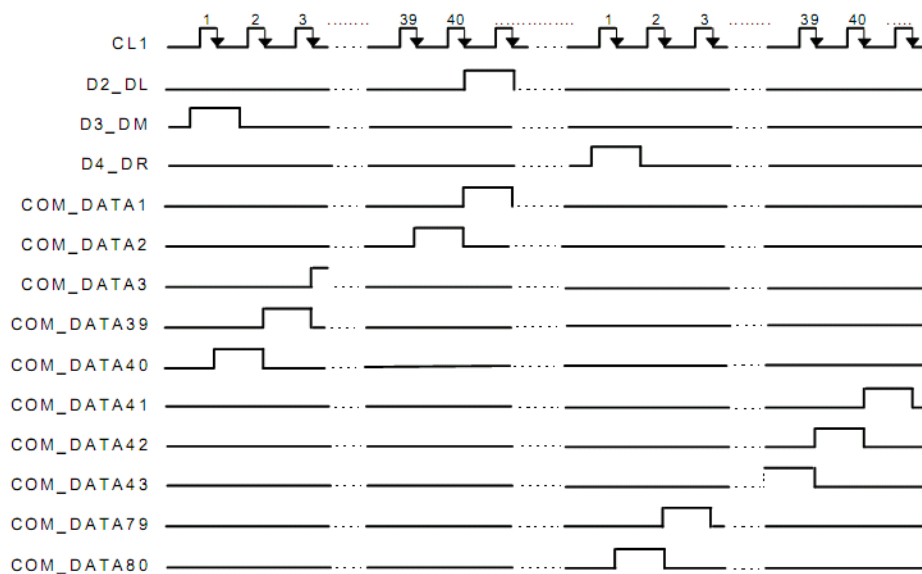 1 2 3 ........ 39 40 ........ 1 2 3 ........ 39 40 .....
CL1
D2_DL
D3_DM
D4_DR
COM_DATA1
COM_DATA2
COM_DATA3
COM_DATA39
COM_DATA40
COM_DATA41
COM_DATA42
COM_DATA43
COM_DATA79
COM_DATA80